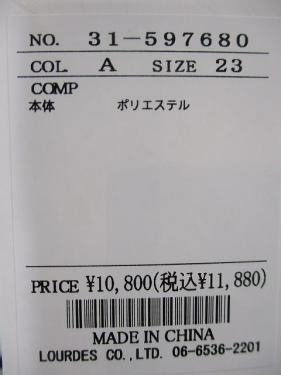 NO. 31-597680
COL. A SIZE 23
COMP
本体 ポリエステル
PRICE ¥10,800(税込¥11,880)
MADE IN CHINA
LOURDES CO.,LTD. 06-6536-2201